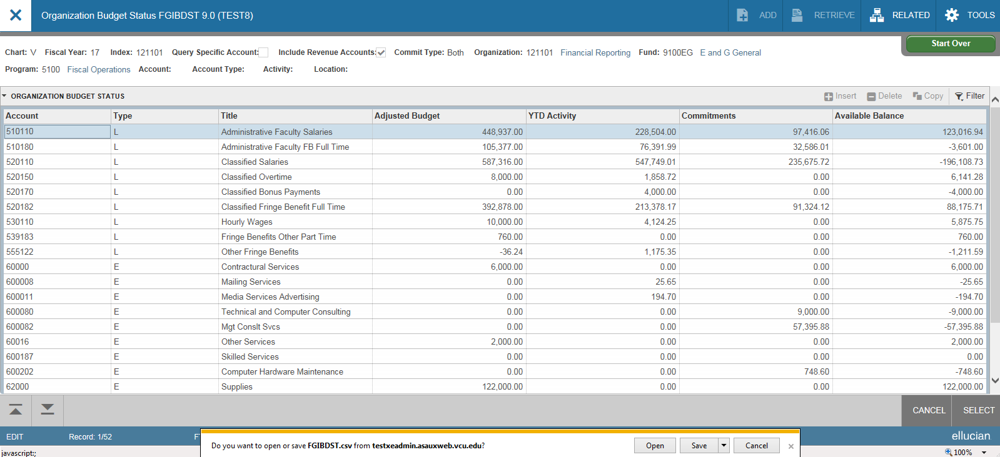 Organization Budget Status FGIBDST 9.0 (TEST8) ADD RETRIEVE RELATED TOOLS
Start Over
Chart: V Fiscal Year: 17 Index: 121101 Query Specific Account: Include Revenue Accounts: Commit Type: Both Organization: 121101 Financial Reporting Fund: 9100EG E and G General
Program: 5100 Fiscal Operations Account: Account Type: Activity: Location:
ORGANIZATION BUDGET STATUS Insert Delete Copy Filter
Account Type Title Adjusted Budget YTD Activity Commitments Available Balance
510110 L Administrative Faculty Salaries 448,937.00 228,504.00 97,416.06 123,016.94
510180 L Administrative Faculty FB Full Time 105,377.00 76,391.99 32,586.01 -3,601.00
520110 L Classified Salaries 587,316.00 547,749.01 235,675.72 -196,108.73
520150 L Classified Overtime 8,000.00 1,858.72 0.00 6,141.28
520170 L Classified Bonus Payments 0.00 4,000.00 0.00 -4,000.00
520182 L Classified Fringe Benefit Full Time 392,878.00 213,378.17 91,324.12 88,175.71
530110 L Hourly Wages 10,000.00 4,124.25 0.00 5,875.75
539183 L Fringe Benefits Other Part Time 760.00 0.00 0.00 760.00
555122 L Other Fringe Benefits -36.24 1,175.35 0.00 -1,211.59
60000 E Contractural Services 6,000.00 0.00 0.00 6,000.00
600008 E Mailing Services 0.00 25.65 0.00 -25.65
600011 E Media Services Advertising 0.00 194.70 0.00 -194.70
600080 E Technical and Computer Consulting 0.00 0.00 9,000.00 -9,000.00
600082 E Mgt Conslt Svcs 0.00 0.00 57,395.88 -57,395.88
60016 E Other Services 2,000.00 0.00 0.00 2,000.00
600187 E Skilled Services 0.00 0.00 0.00 0.00
600202 E Computer Hardware Maintenance 0.00 0.00 748.60 -748.60
62000 E Supplies 122,000.00 0.00 0.00 122,000.00
CANCEL SELECT
EDIT Record: 1/52 ellucian
Do you want to open or save FGIBDST.csv from testxeadmin.asauxweb.vcu.edu? Open Save Cancel
javascript:; 100%